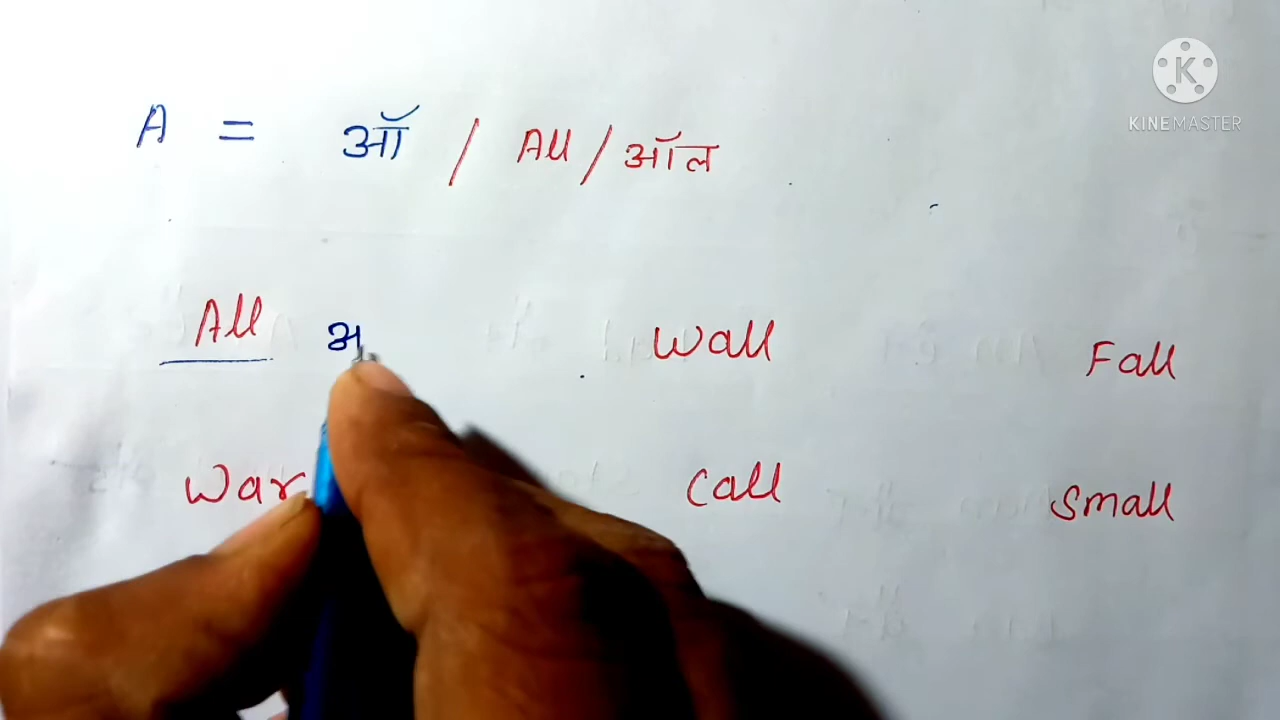 K
KINEMASTER
A = ऑ / All / ऑल
All अ Wall Fall
War Call Small